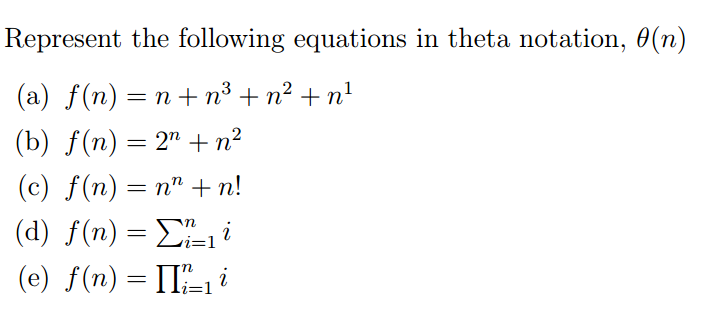 Represent the following equations in theta notation, θ(n)
(a) f(n) = n + n³ + n² + n¹
(b) f(n) = 2ⁿ + n²
(c) f(n) = nⁿ + n!
(d) f(n) = ∑ⁿᵢ₌₁ i
(e) f(n) = ∏ⁿᵢ₌₁ i